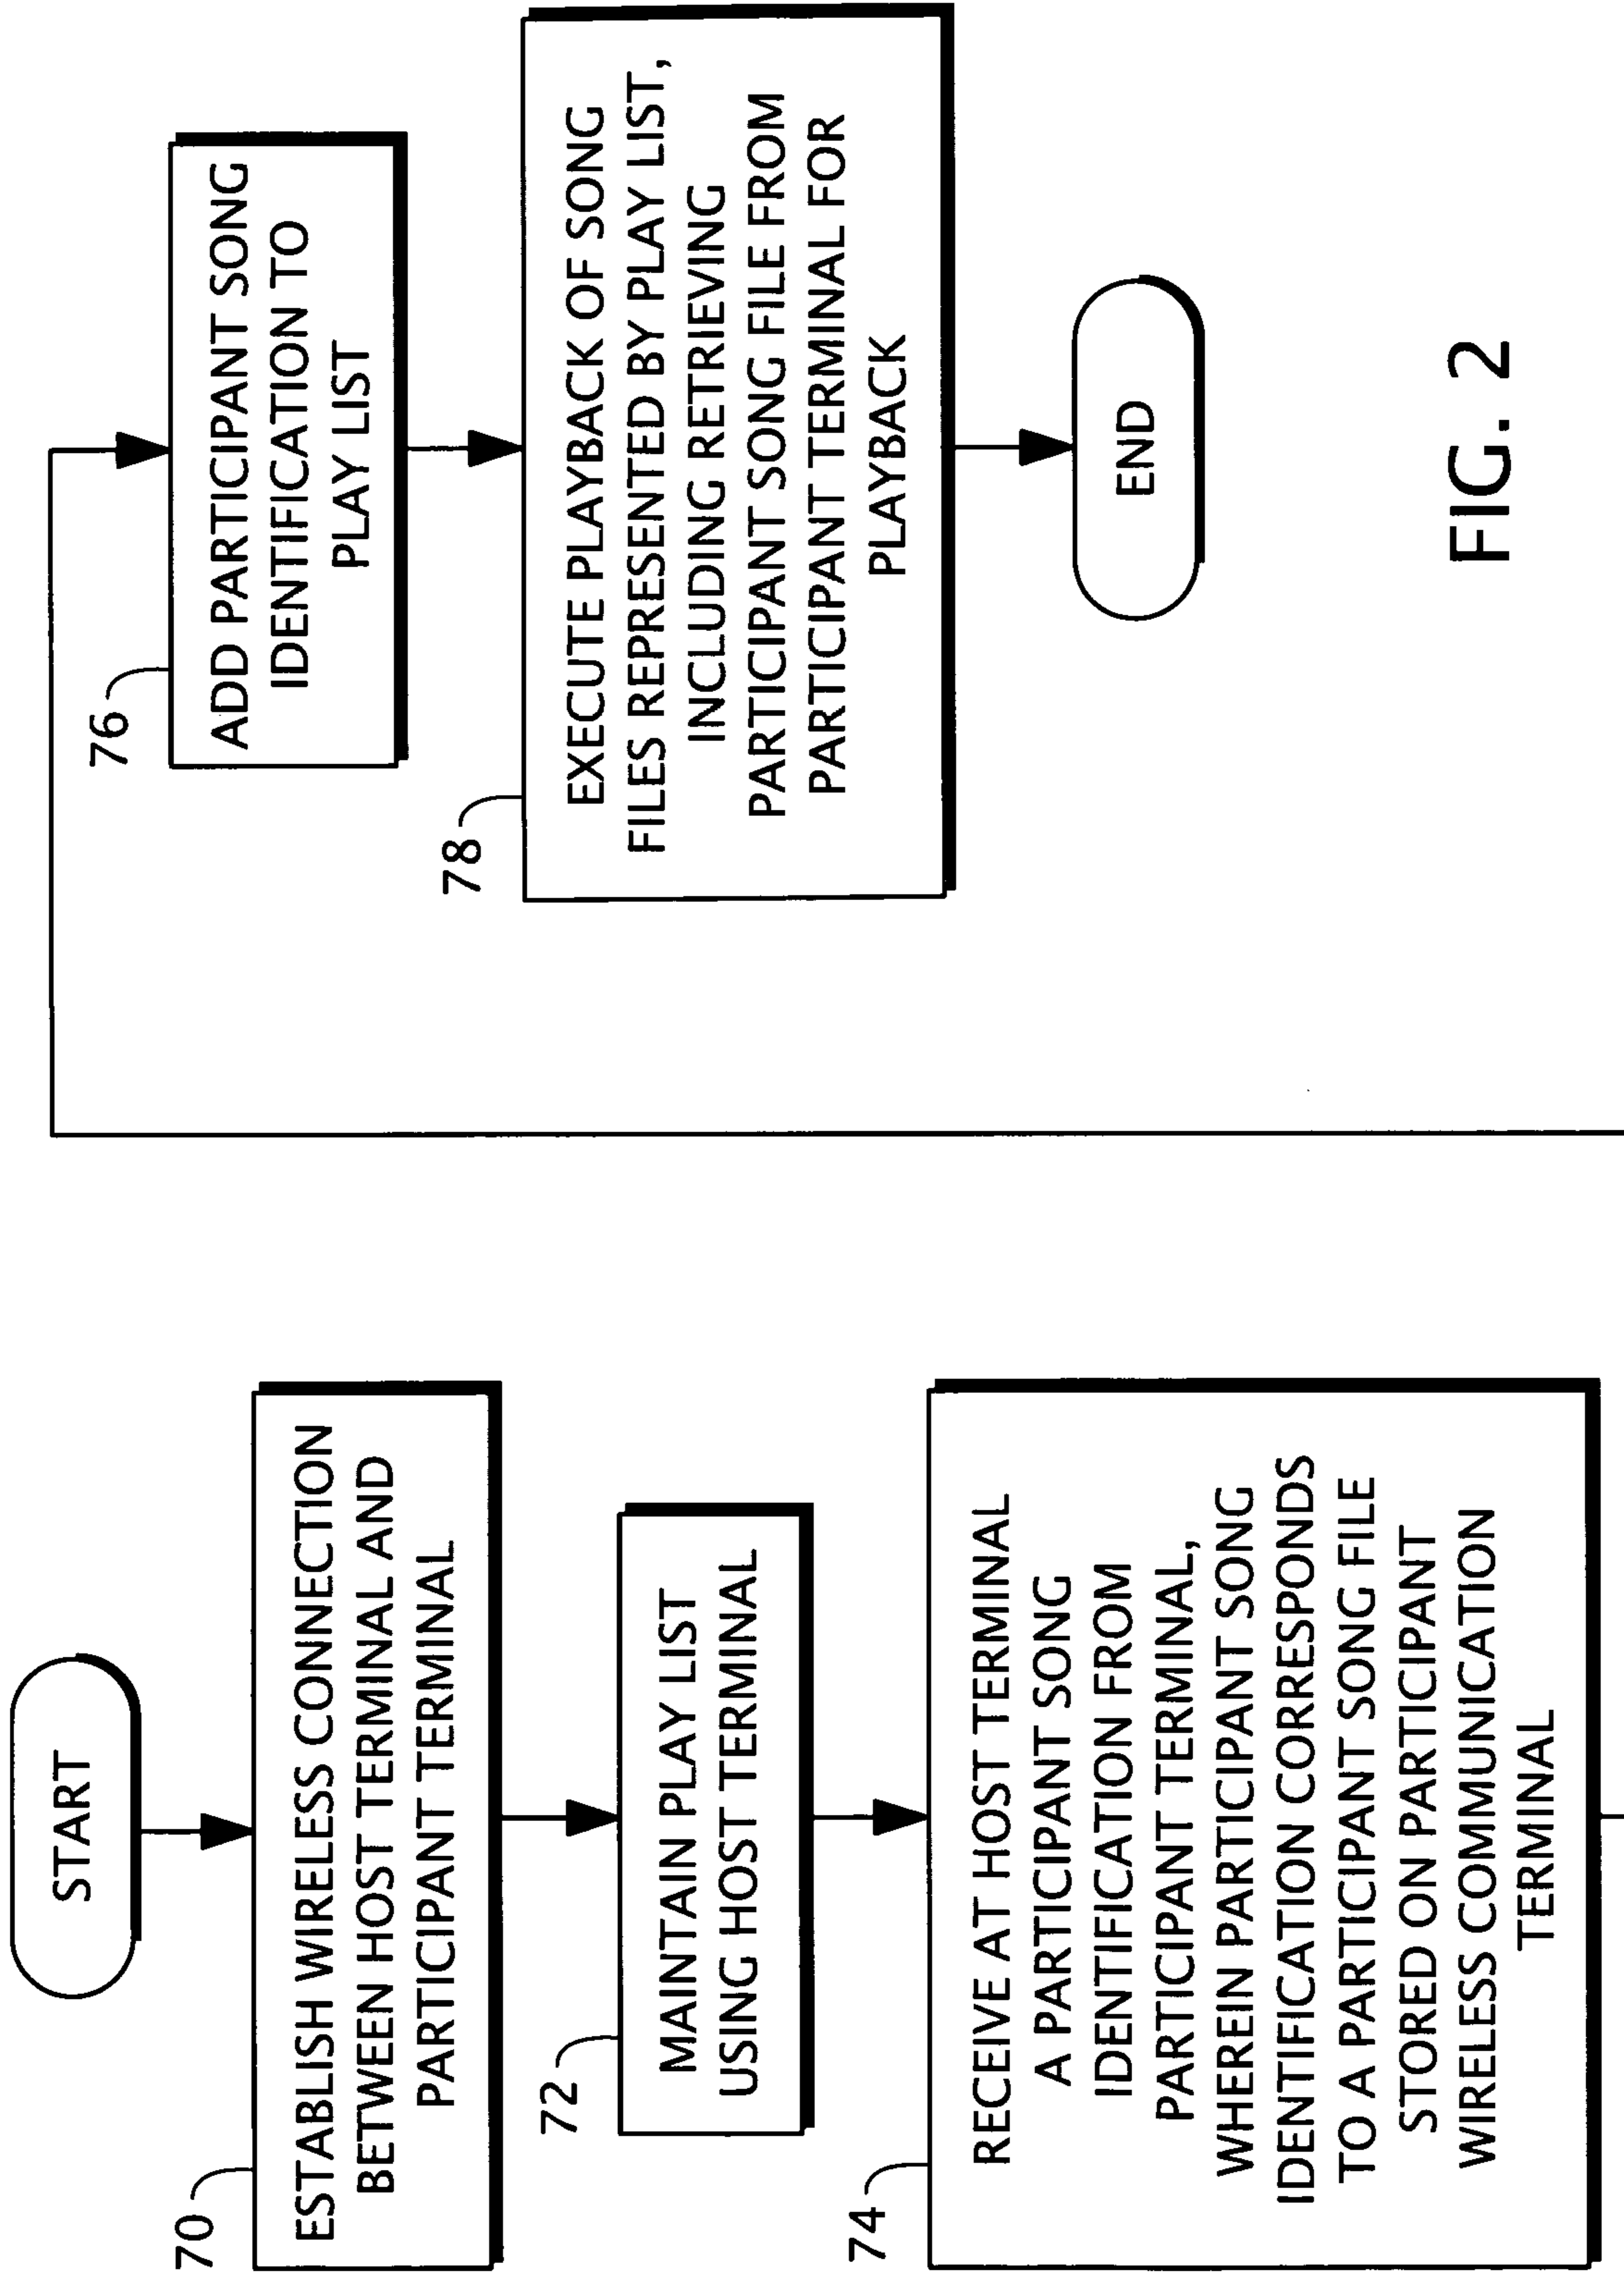 START
70
ESTABLISH WIRELESS CONNECTION
BETWEEN HOST TERMINAL AND
PARTICIPANT TERMINAL
72
MAINTAIN PLAY LIST
USING HOST TERMINAL
74
RECEIVE AT HOST TERMINAL
A PARTICIPANT SONG
IDENTIFICATION FROM
PARTICIPANT TERMINAL,
WHEREIN PARTICIPANT SONG
IDENTIFICATION CORRESPONDS
TO A PARTICIPANT SONG FILE
STORED ON PARTICIPANT
WIRELESS COMMUNICATION
TERMINAL
76
ADD PARTICIPANT SONG
IDENTIFICATION TO
PLAY LIST
78
EXECUTE PLAYBACK OF SONG
FILES REPRESENTED BY PLAY LIST,
INCLUDING RETRIEVING
PARTICIPANT SONG FILE FROM
PARTICIPANT TERMINAL FOR
PLAYBACK
END
FIG. 2